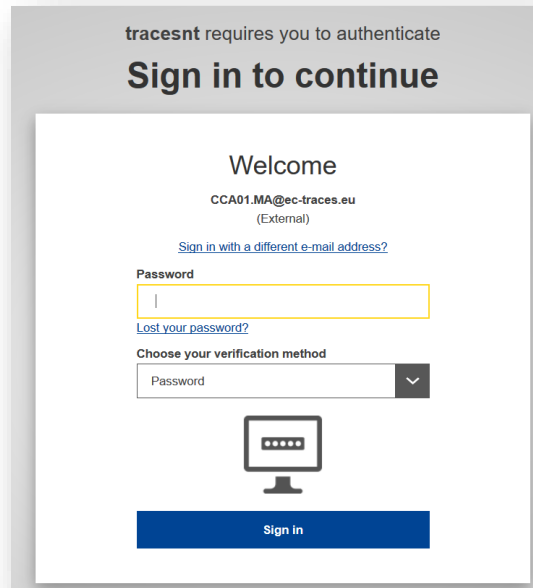 tracesnt requires you to authenticate
Sign in to continue
Welcome
CCA01.MA@ec-traces.eu
(External)
Sign in with a different e-mail address?
Password
Lost your password?
Choose your verification method
Password
Sign in